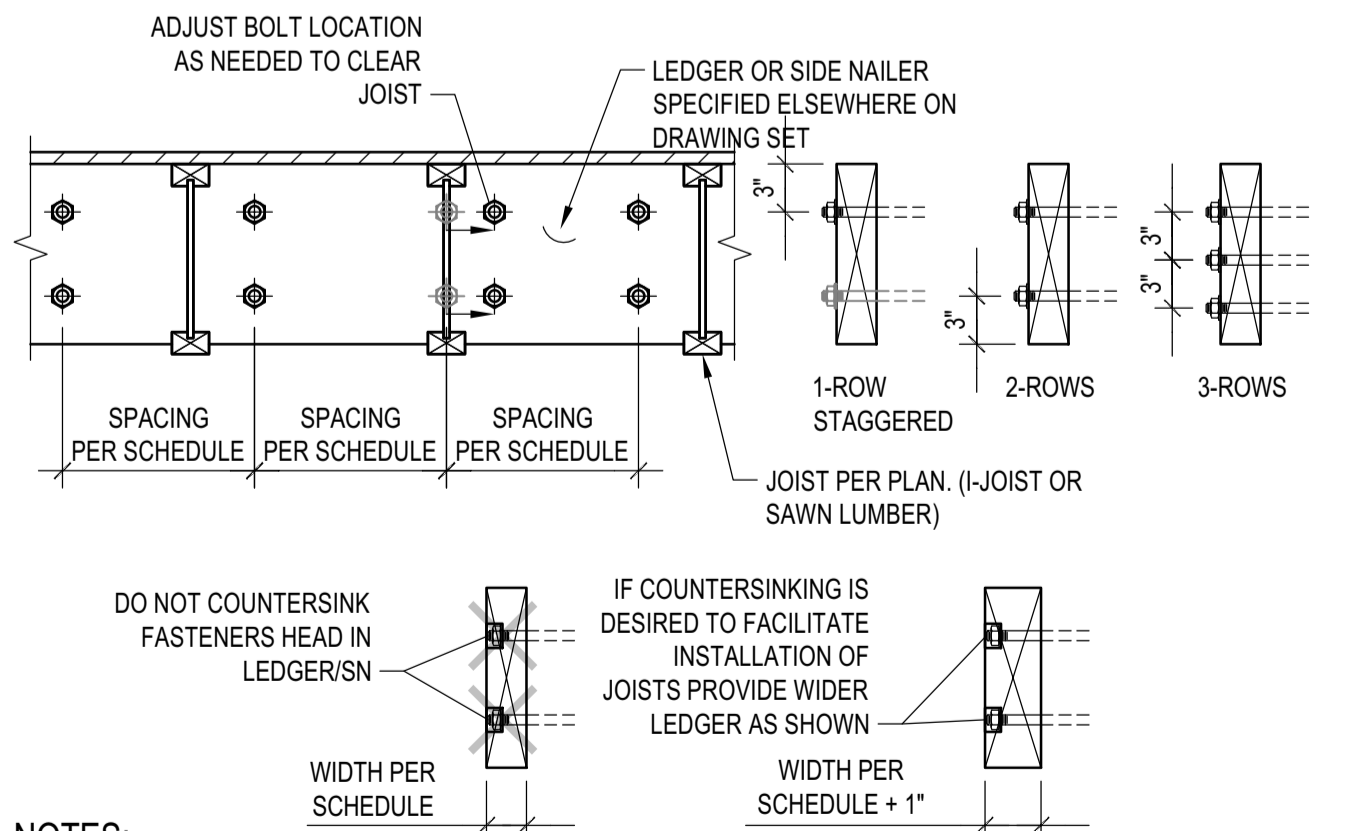 ADJUST BOLT LOCATION
AS NEEDED TO CLEAR
JOIST
LEDGER OR SIDE NAILER
SPECIFIED ELSEWHERE ON
DRAWING SET
3"
3"
3"
3"
1-ROW
STAGGERED
2-ROWS
3-ROWS
SPACING
PER SCHEDULE
SPACING
PER SCHEDULE
SPACING
PER SCHEDULE
JOIST PER PLAN. (I-JOIST OR
SAWN LUMBER)
DO NOT COUNTERSINK
FASTENERS HEAD IN
LEDGER/SN
IF COUNTERSINKING IS
DESIRED TO FACILITATE
INSTALLATION OF
JOISTS PROVIDE WIDER
LEDGER AS SHOWN
WIDTH PER
SCHEDULE
WIDTH PER
SCHEDULE + 1"
NOTES: